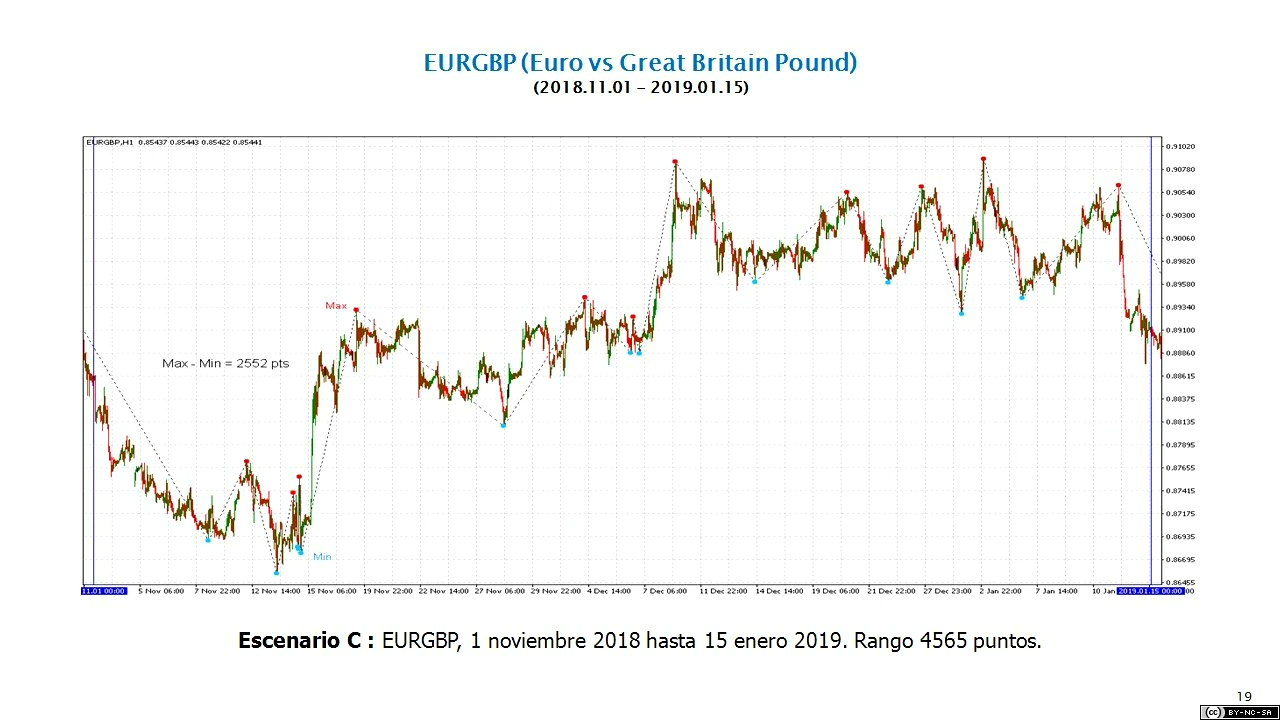 EURGBP (Euro vs Great Britain Pound)
(2018.11.01 – 2019.01.15)
EURGBP,H1 0.85437 0.85443 0.85422 0.85441
0.91020
0.90780
0.90540
0.90300
0.90060
0.89820
0.89580
0.89340
0.89100
0.88860
0.88615
0.88375
0.88135
0.87895
0.87655
0.87415
0.87175
0.86935
0.86695
0.86455
Max
Max - Min = 2552 pts
Min
11.01 00:00 5 Nov 06:00 7 Nov 22:00 12 Nov 14:00 15 Nov 06:00 19 Nov 22:00 22 Nov 14:00 27 Nov 06:00 29 Nov 22:00 4 Dec 14:00 7 Dec 06:00 11 Dec 22:00 14 Dec 14:00 19 Dec 06:00 21 Dec 22:00 27 Dec 23:00 2 Jan 22:00 7 Jan 14:00 10 Jan 2019.01.15 00:00 00
Escenario C : EURGBP, 1 noviembre 2018 hasta 15 enero 2019. Rango 4565 puntos.
19
cc BY-NC-SA